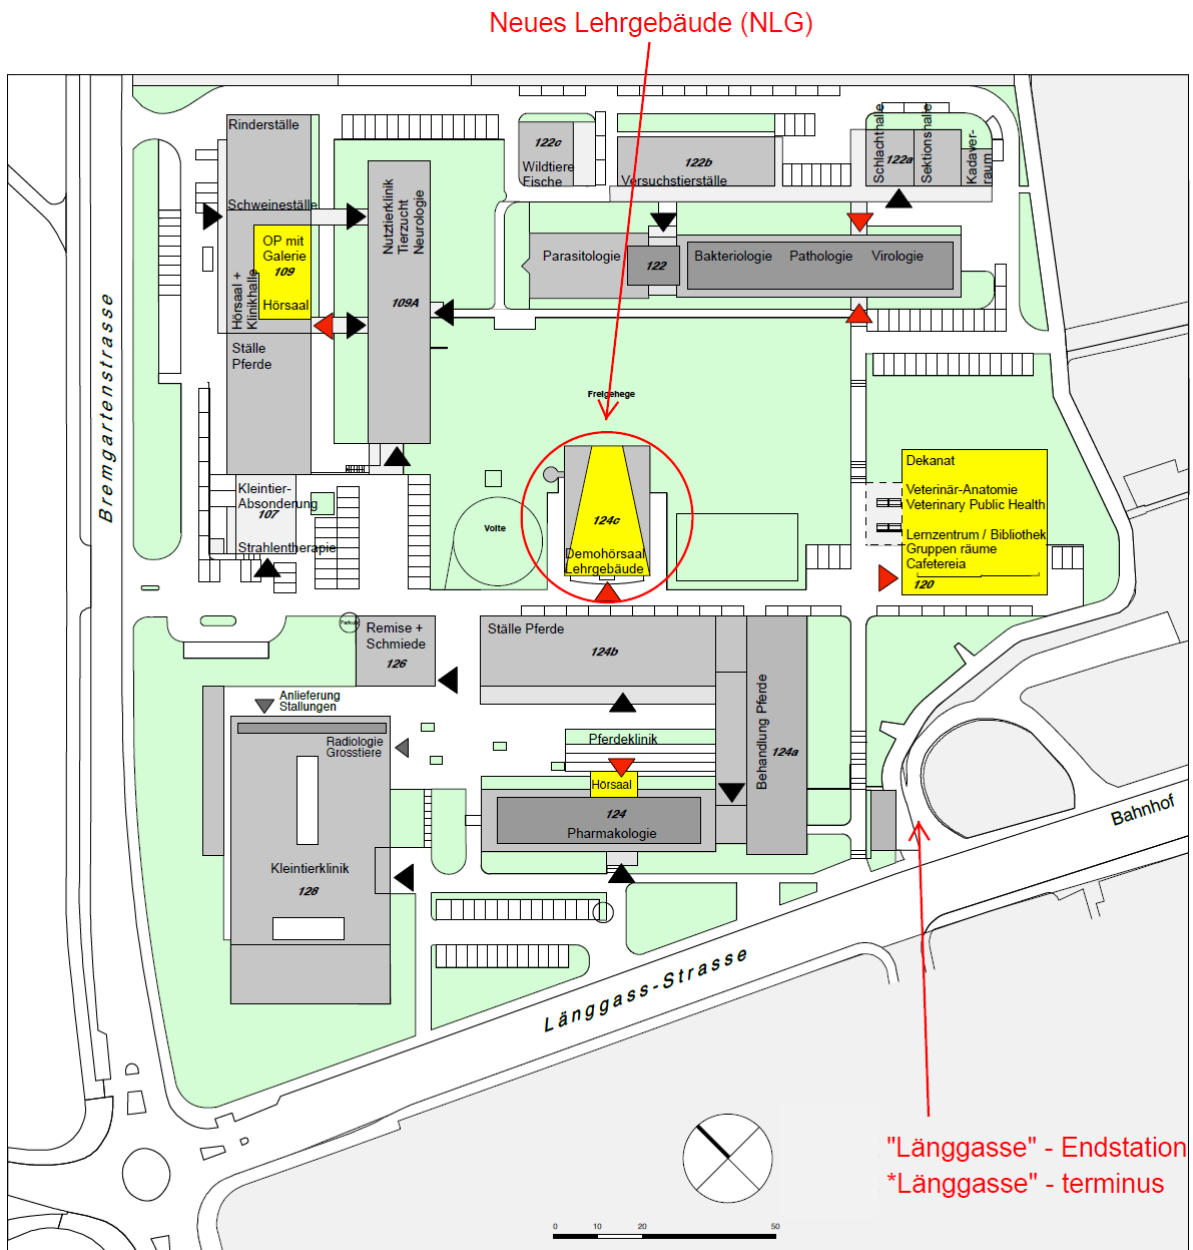 Neues Lehrgebäude (NLG)
Rinderställe
122c
Wildtiere
Fische
122b
Versuchstierställe
Schlachthalle
122a
Sektionshalle
Kadaver-
raum
Schweineställe
OP mit
Galerie
109
Hörsaal
Hörsaal +
Klinikhalle
Ställe
Pferde
Nutztierklinik
Tierzucht
Neurologie
109A
Parasitologie
122
Bakteriologie Pathologie Virologie
Bremgartenstrasse
Freigehege
Kleintier-
Absonderung
107
Strahlentherapie
Volte
124c
Demohörsaal
Lehrgebäude
Dekanat
Veterinär-Anatomie
Veterinary Public Health
Lernzentrum / Bibliothek
Gruppen räume
Cafetereia
120
Remise +
Schmiede
126
Ställe Pferde
124b
Anlieferung
Stallungen
Radiologie
Grosstiere
Pferdeklinik
Behandlung Pferde
124a
Hörsaal
124
Pharmakologie
Kleintierklinik
128
Bahnhof
Länggass-Strasse
"Länggasse" - Endstation
*Länggasse" - terminus
0 10 20 50